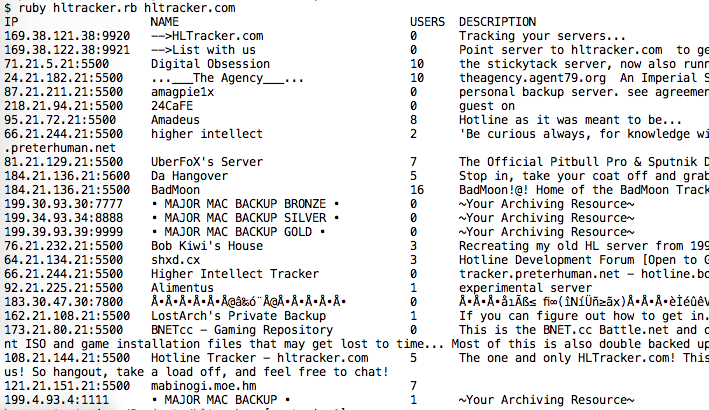 $ ruby hltracker.rb hltracker.com
IP NAME USERS DESCRIPTION
169.38.121.38:9920 -->HLTracker.com 0 Tracking your servers...
169.38.122.38:9921 -->List with us 0 Point server to hltracker.com to ge
71.21.5.21:5500 Digital Obsession 10 the stickytack server, now also runn
24.21.182.21:5500 ...___The Agency___... 10 theagency.agent79.org An Imperial S
87.21.211.21:5500 amagpie1x 0 personal backup server. see agreemen
218.21.94.21:5500 24CaFE 0 guest on
95.21.72.21:5500 Amadeus 8 Hotline as it was meant to be...
66.21.244.21:5500 higher intellect 2 'Be curious always, for knowledge wi
.preterhuman.net
81.21.129.21:5500 UberFoX's Server 7 The Official Pitbull Pro & Sputnik D
184.21.136.21:5600 Da Hangover 5 Stop in, take your coat off and grab
184.21.136.21:5500 BadMoon 16 BadMoon!@! Home of the BadMoon Track
199.30.93.30:7777 • MAJOR MAC BACKUP BRONZE • 0 ~Your Archiving Resource~
199.34.93.34:8888 • MAJOR MAC BACKUP SILVER • 0 ~Your Archiving Resource~
199.39.93.39:9999 • MAJOR MAC BACKUP GOLD • 0 ~Your Archiving Resource~
76.21.232.21:5500 Bob Kiwi's House 3 Recreating my old HL server from 199
64.21.134.21:5500 shxd.cx 3 Hotline Development Forum [Open to G
66.21.244.21:5500 Higher Intellect Tracker 0 tracker.preterhuman.net - hotline.bo
92.21.225.21:5500 Alimentus 1 experimental server
183.30.47.30:7800 0
162.21.108.21:5500 LostArch's Private Backup 1 If you can figure out how to get in.
173.21.80.21:5500 BNETcc - Gaming Repository 0 This is the BNET.cc Battle.net and o
nt ISO and game installation files that may get lost to time... Most of this is also double backed up
108.21.144.21:5500 Hotline Tracker - hltracker.com 5 The one and only HLTracker.com! This
us! So hangout, take a load off, and feel free to chat!
121.21.151.21:5500 mabinogi.moe.hm 7
199.4.93.4:1111 • MAJOR MAC BACKUP • 1 ~Your Archiving Resource~